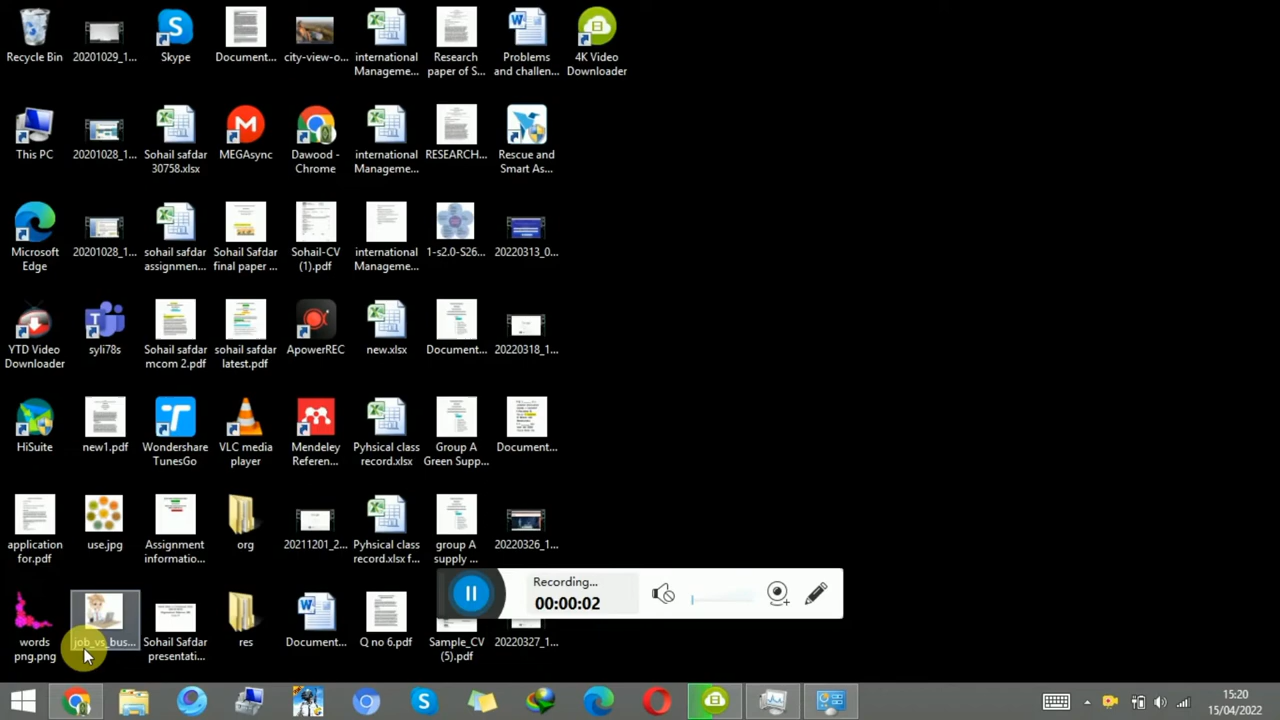 Recycle Bin
20201029_1...
Skype
Document...
city-view-o...
international
Manageme...
Research
paper of S...
Problems
and challen...
4K Video
Downloader
This PC
20201028_1...
Sohail safdar
30758.xlsx
MEGAsync
Dawood -
Chrome
international
Manageme...
RESEARCH...
Rescue and
Smart As...
Microsoft
Edge
20201028_1...
sohail safdar
assignmen...
Sohail Safdar
final paper ...
Sohail-CV
(1).pdf
international
Manageme...
1-s2.0-S26...
20220313_0...
YTD Video
Downloader
syli78s
Sohail safdar
mcom 2.pdf
sohail safdar
latest.pdf
ApowerREC
new.xlsx
Document...
20220318_1...
HiSuite
new1.pdf
Wondershare
TunesGo
VLC media
player
Mendeley
Referen...
Pyhsical class
record.xlsx
Group A
Green Supp...
Document...
application
for.pdf
use.jpg
Assignment
informatio...
org
20211201_2...
Pyhsical class
record.xlsx f...
group A
supply ...
20220326_1...
Recording...
00:00:02
words
png.png
job_vs_bus...
Sohail Safdar
presentati...
res
Document...
Q no 6.pdf
Sample_CV
(5).pdf
20220327_1...
15:20
15/04/2022